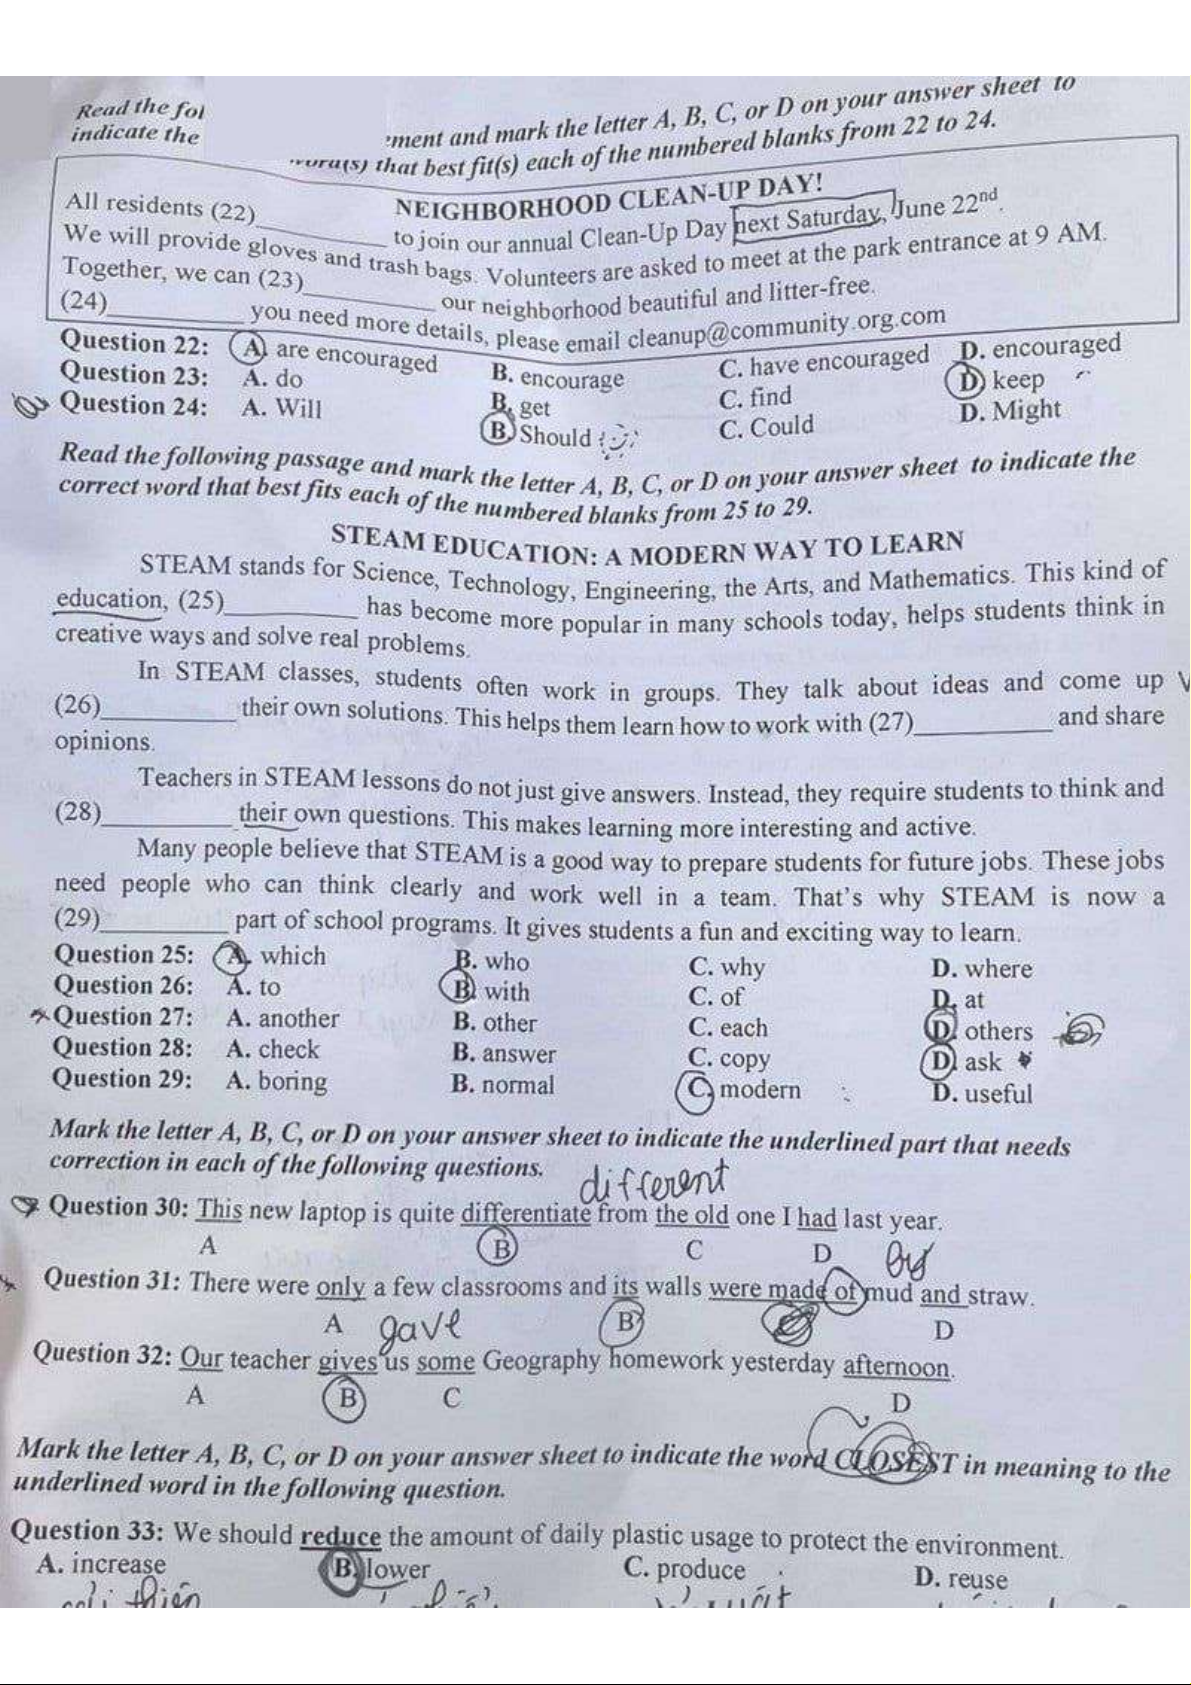 Read the fol
ment and mark the letter A, B, C, or D on your answer sheet to
indicate the
that best fit(s) each of the numbered blanks from 22 to 24.
NEIGHBORHOOD CLEAN-UP DAY!
All residents (22)__________ to join our annual Clean-Up Day next Saturday, June 22nd.
We will provide gloves and trash bags. Volunteers are asked to meet at the park entrance at 9 AM.
Together, we can (23)__________ our neighborhood beautiful and litter-free.
(24)__________ you need more details, please email cleanup@community.org.com
Question 22: A. are encouraged B. encourage C. have encouraged D. encouraged
Question 23: A. do B. get C. find D. keep
Question 24: A. Will B. Should C. Could D. Might
Read the following passage and mark the letter A, B, C, or D on your answer sheet to indicate the
correct word that best fits each of the numbered blanks from 25 to 29.
STEAM EDUCATION: A MODERN WAY TO LEARN
STEAM stands for Science, Technology, Engineering, the Arts, and Mathematics. This kind of
education, (25)__________ has become more popular in many schools today, helps students think in
creative ways and solve real problems.
In STEAM classes, students often work in groups. They talk about ideas and come up
(26)__________ their own solutions. This helps them learn how to work with (27)__________ and share
opinions.
Teachers in STEAM lessons do not just give answers. Instead, they require students to think and
(28)__________ their own questions. This makes learning more interesting and active.
Many people believe that STEAM is a good way to prepare students for future jobs. These jobs
need people who can think clearly and work well in a team. That's why STEAM is now a
(29)__________ part of school programs. It gives students a fun and exciting way to learn.
Question 25: A. which B. who C. why D. where
Question 26: A. to B. with C. of D. at
Question 27: A. another B. other C. each D. others
Question 28: A. check B. answer C. copy D. ask
Question 29: A. boring B. normal C. modern D. useful
Mark the letter A, B, C, or D on your answer sheet to indicate the underlined part that needs
correction in each of the following questions.
different
Question 30: This new laptop is quite differentiate from the old one I had last year.
A B C D
by
Question 31: There were only a few classrooms and its walls were made of mud and straw.
A B D
gave
Question 32: Our teacher gives us some Geography homework yesterday afternoon.
A B C D
Mark the letter A, B, C, or D on your answer sheet to indicate the word CLOSEST in meaning to the
underlined word in the following question.
Question 33: We should reduce the amount of daily plastic usage to protect the environment.
A. increase B. lower C. produce D. reuse